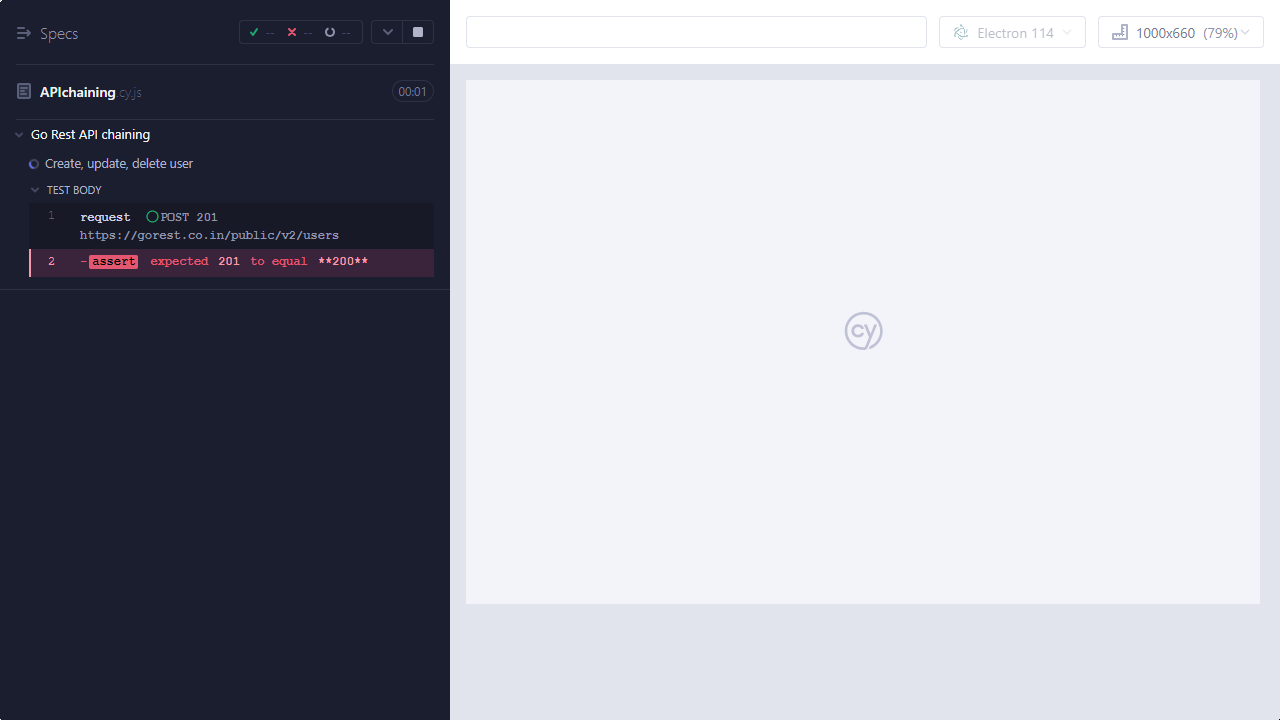 Specs
-- -- --
APIchaining.cy.js
00:01
Go Rest API chaining
Create, update, delete user
TEST BODY
1 request POST 201
https://gorest.co.in/public/v2/users
2 -assert expected 201 to equal **200**
Electron 114
1000x660 (79%)
cy